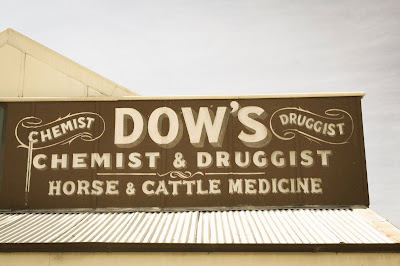 CHEMIST
DOW'S
DRUGGIST
CHEMIST & DRUGGIST
HORSE & CATTLE MEDICINE